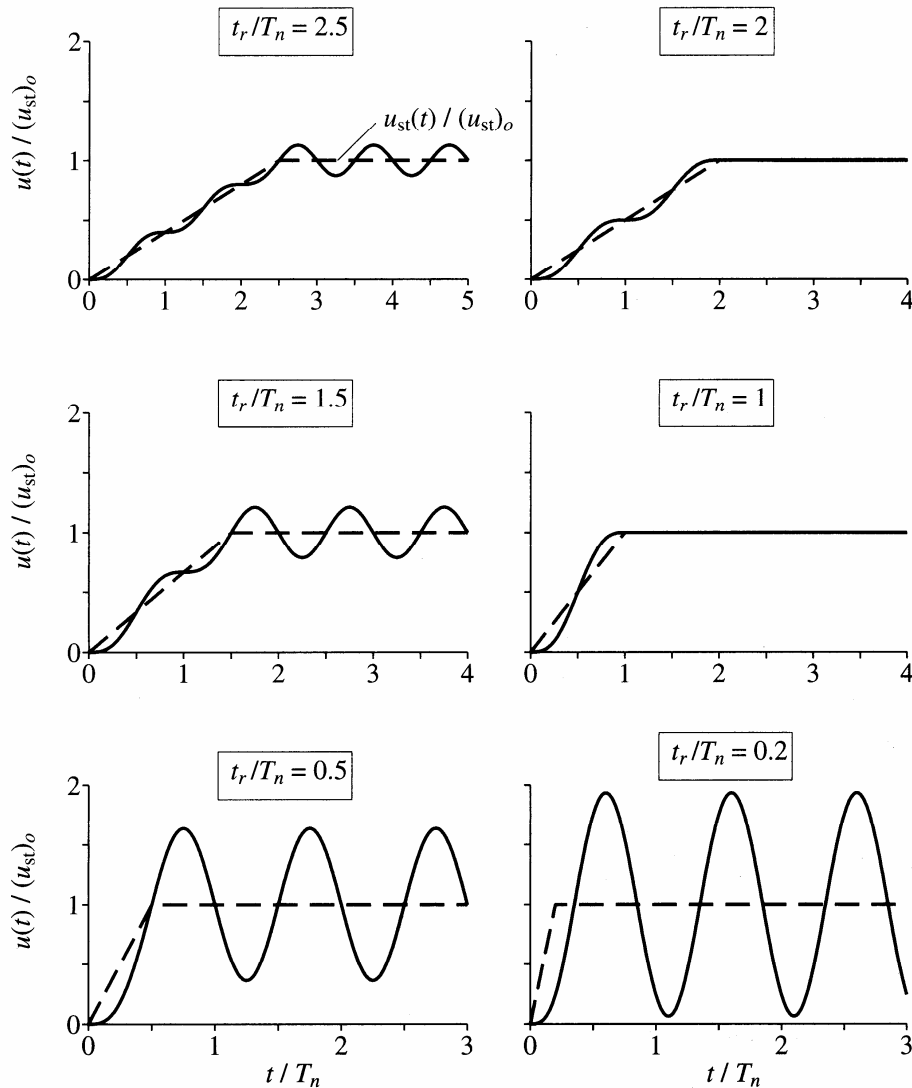 t_r/T_n = 2.5
t_r/T_n = 2
u(t) / (u_st)_o
2
1
0
u_st(t) / (u_st)_o
0 1 2 3 4 5
0 1 2 3 4
t_r/T_n = 1.5
t_r/T_n = 1
u(t) / (u_st)_o
2
1
0
0 1 2 3 4
0 1 2 3 4
t_r/T_n = 0.5
t_r/T_n = 0.2
u(t) / (u_st)_o
2
1
0
0 1 2 3
0 1 2 3
t / T_n
t / T_n